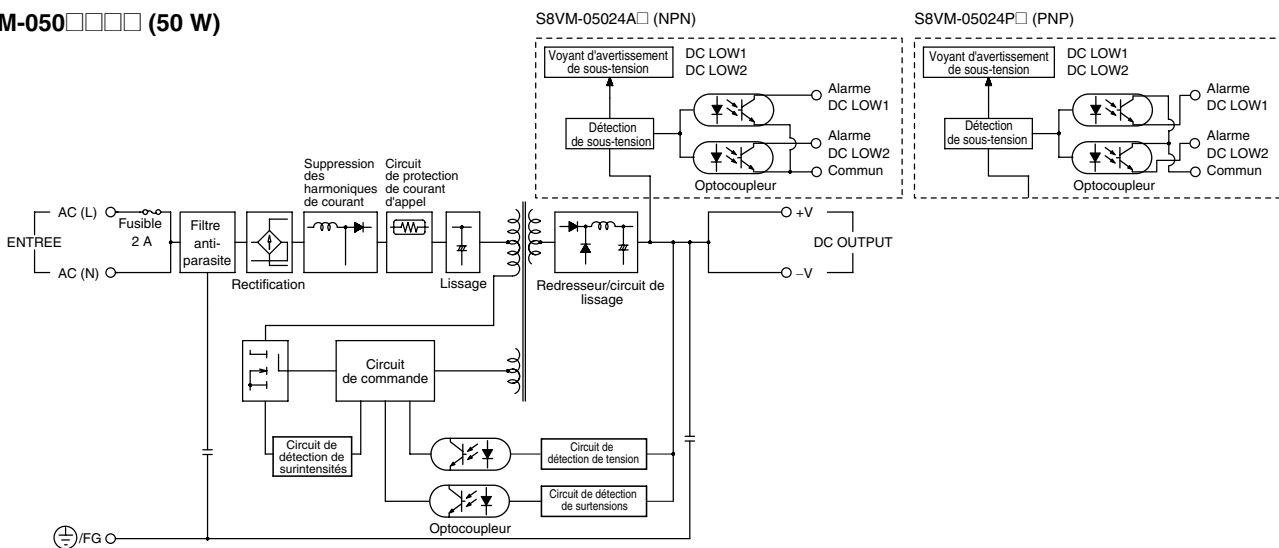 M-050□□□□ (50 W)
S8VM-05024A□ (NPN)
Voyant d'avertissement
de sous-tension
DC LOW1
DC LOW2
Alarme
DC LOW1
Détection
de sous-tension
Alarme
DC LOW2
Commun
Optocoupleur
S8VM-05024P□ (PNP)
Voyant d'avertissement
de sous-tension
DC LOW1
DC LOW2
Alarme
DC LOW1
Détection
de sous-tension
Alarme
DC LOW2
Commun
Optocoupleur
ENTREE
AC (L)
AC (N)
Fusible
2 A
Filtre
anti-
parasite
Rectification
Suppression
des
harmoniques
de courant
Circuit
de protection
de courant
d'appel
Lissage
Redresseur/circuit de
lissage
+V
DC OUTPUT
–V
Circuit
de commande
Circuit de
détection de
surintensités
Circuit de
détection de tension
Circuit de détection
de surtensions
Optocoupleur
/FG